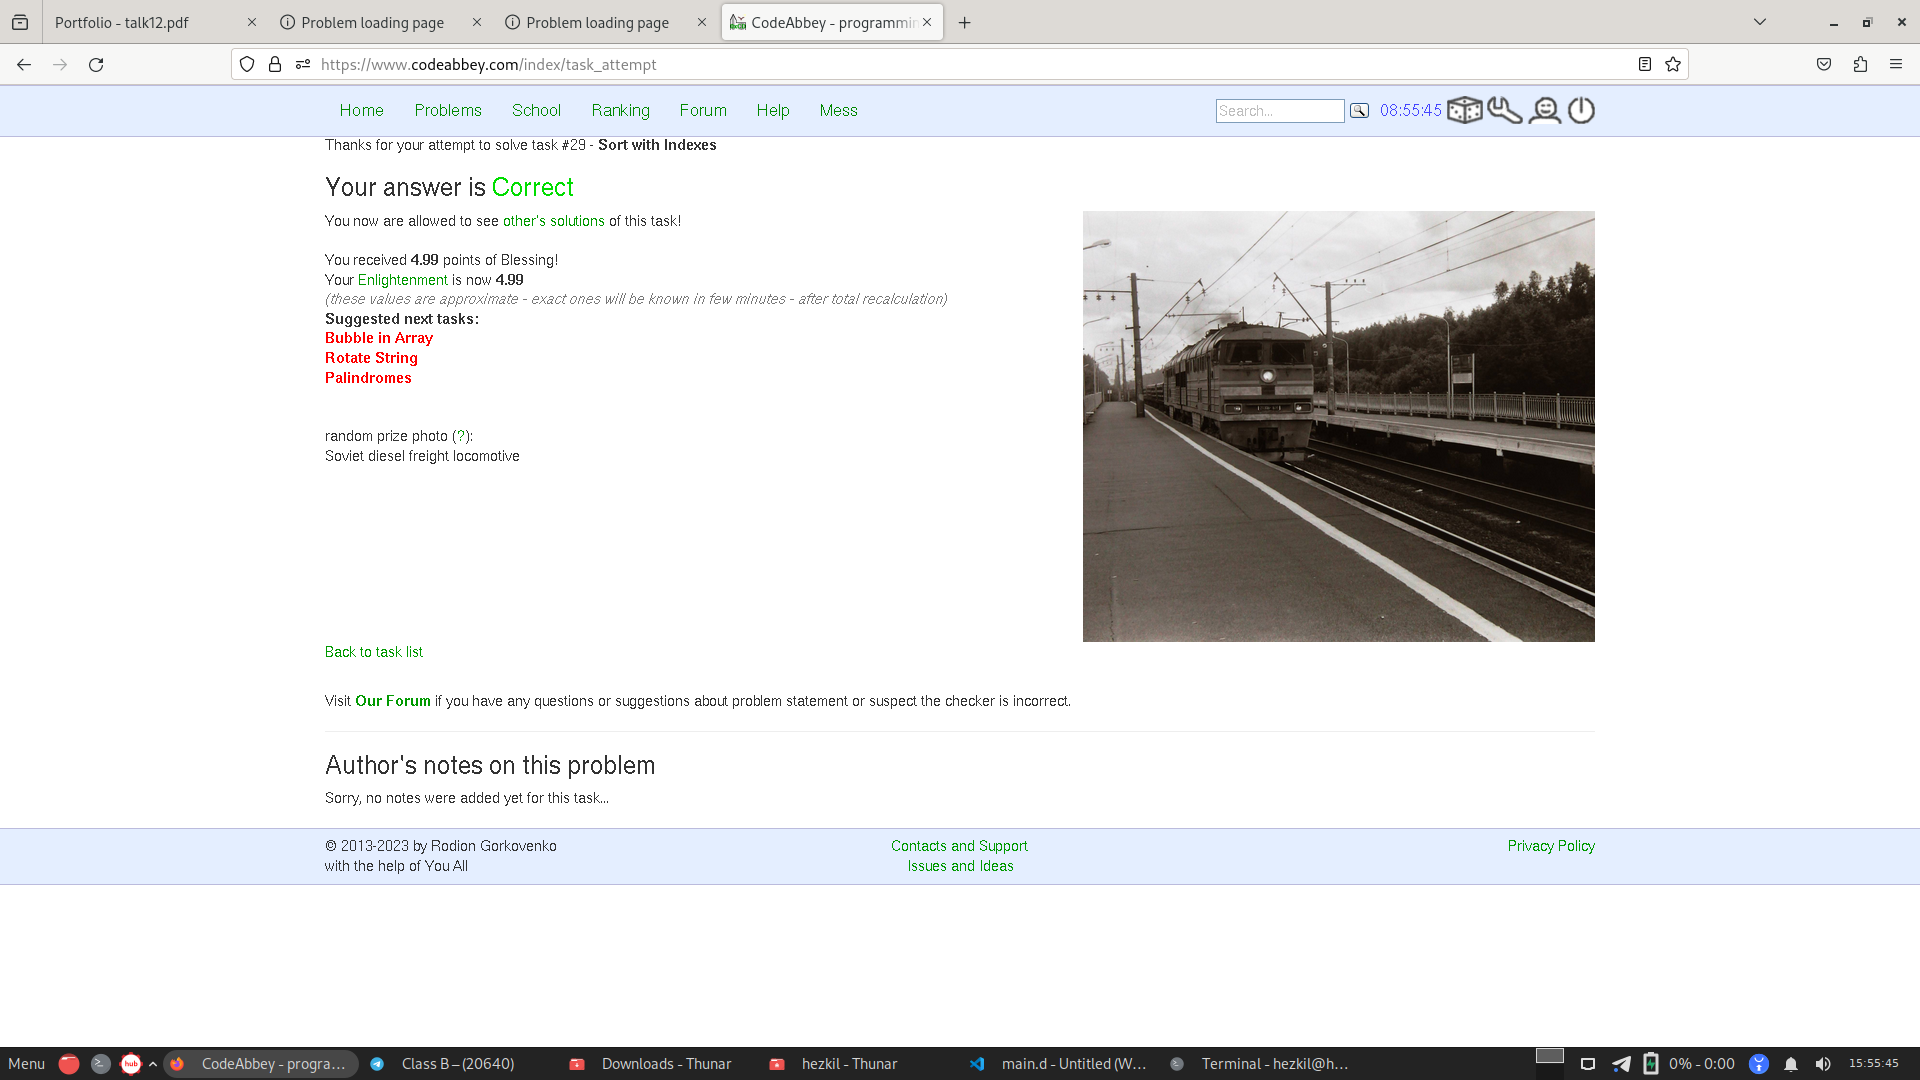 Portfolio - talk12.pdf
Problem loading page
Problem loading page
CodeAbbey - programmin
https://www.codeabbey.com/index/task_attempt
Home Problems School Ranking Forum Help Mess Search... 08:55:45
Thanks for your attempt to solve task #29 - Sort with Indexes
Your answer is Correct
You now are allowed to see other's solutions of this task!
You received 4.99 points of Blessing!
Your Enlightenment is now 4.99
(these values are approximate - exact ones will be known in few minutes - after total recalculation)
Suggested next tasks:
Bubble in Array
Rotate String
Palindromes
random prize photo (?):
Soviet diesel freight locomotive
Back to task list
Visit Our Forum if you have any questions or suggestions about problem statement or suspect the checker is incorrect.
Author's notes on this problem
Sorry, no notes were added yet for this task...
© 2013-2023 by Rodion Gorkovenko
with the help of You All
Contacts and Support
Issues and Ideas
Privacy Policy
Menu hub CodeAbbey - progra... Class B – (20640) Downloads - Thunar hezkil - Thunar main.d - Untitled (W... Terminal - hezkil@h... 0% - 0:00 15:55:45